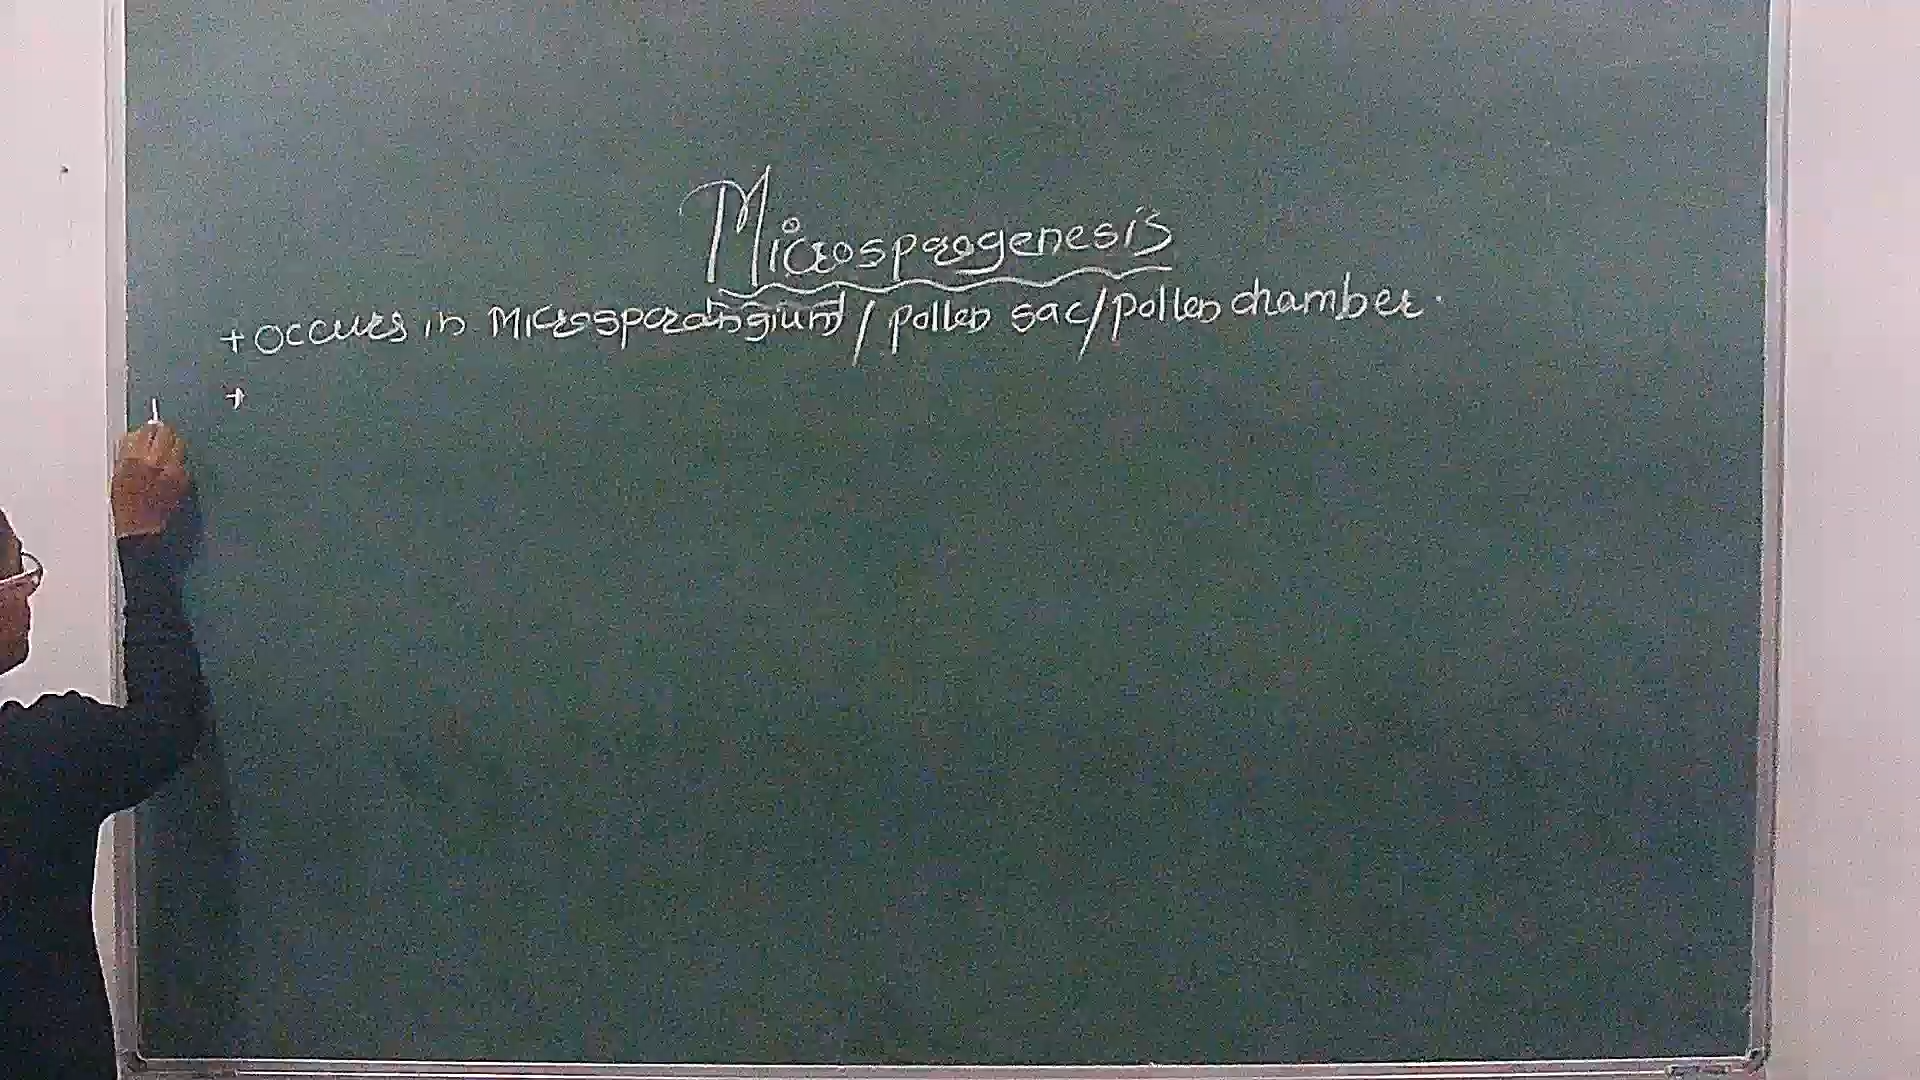 Microsporogenesis
+ occurs in Microsporangium / pollen sac / pollen chamber.
+